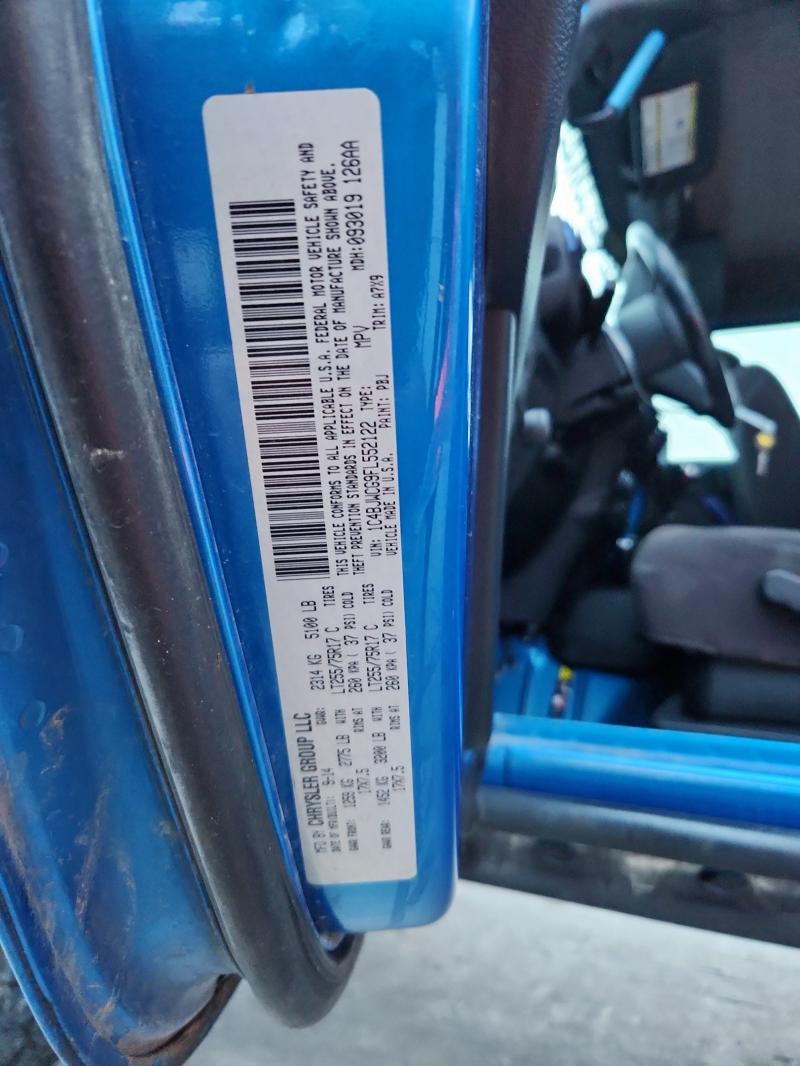 MFD BY CHRYSLER GROUP LLC
DATE OF MFR(BUILT): 9-14 GVWR: 2314 KG 5100 LB
GAWR FRONT: 1259 KG 2775 LB WITH LT255/75R17 C TIRES
17X7.5 RIMS AT 260 KPA ( 37 PSI) COLD
GAWR REAR: 1452 KG 3200 LB WITH LT255/75R17 C TIRES
17X7.5 RIMS AT 260 KPA ( 37 PSI) COLD
THIS VEHICLE CONFORMS TO ALL APPLICABLE U.S.A. FEDERAL MOTOR VEHICLE SAFETY AND
THEFT PREVENTION STANDARDS IN EFFECT ON THE DATE OF MANUFACTURE SHOWN ABOVE.
VIN: 1C4BJWCG9FL552122 TYPE: MPV MDH:093019 126AA
VEHICLE MADE IN U.S.A. PAINT: PBJ TRIM: A7X9